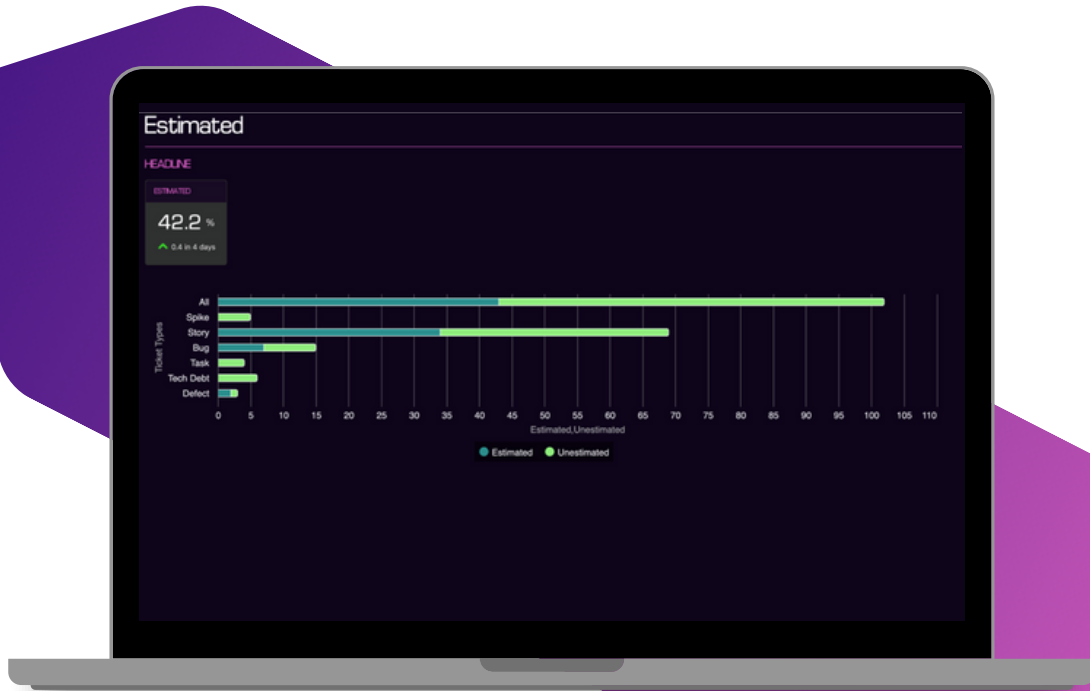 Estimated
HEADLINE
ESTIMATED
42.2 %
0.4 in 4 days
Ticket Types
All
Spike
Story
Bug
Task
Tech Debt
Defect
0 5 10 15 20 25 30 35 40 45 50 55 60 65 70 75 80 85 90 95 100 105 110
Estimated,Unestimated
Estimated Unestimated